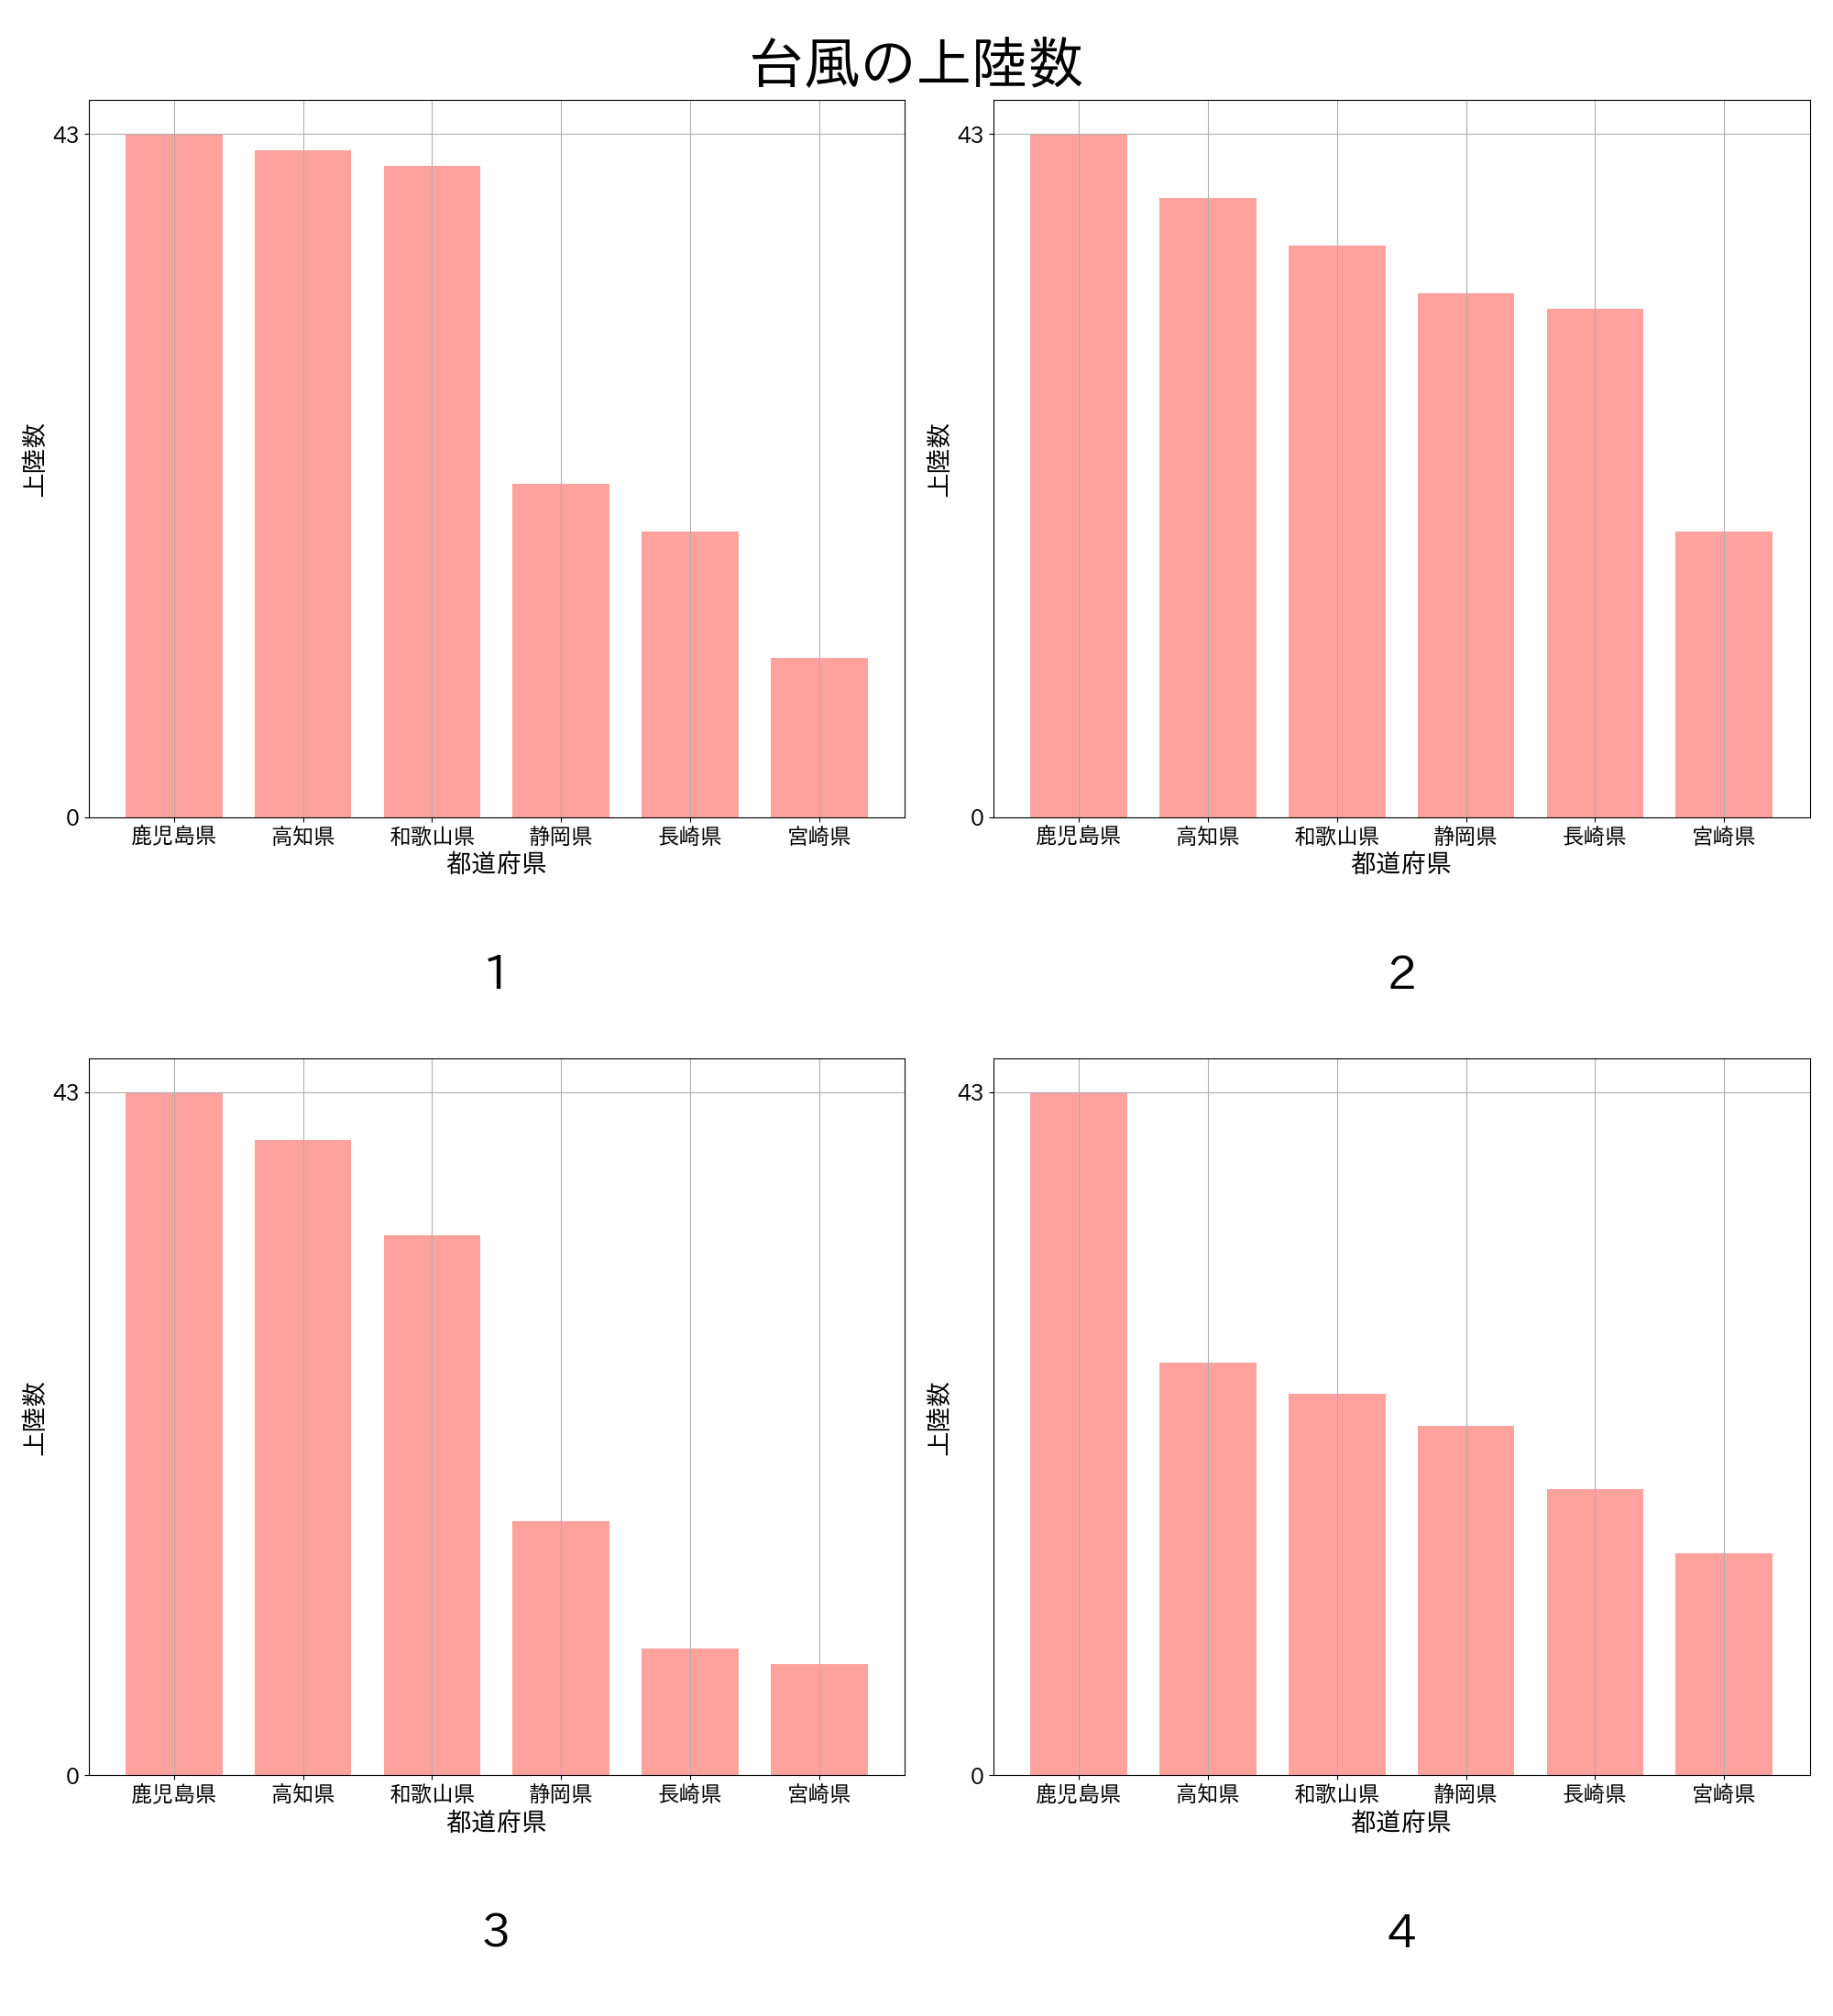 台風の上陸数
43
0
上陸数
鹿児島県 高知県 和歌山県 静岡県 長崎県 宮崎県
都道府県
1
43
0
上陸数
鹿児島県 高知県 和歌山県 静岡県 長崎県 宮崎県
都道府県
2
43
0
上陸数
鹿児島県 高知県 和歌山県 静岡県 長崎県 宮崎県
都道府県
3
43
0
上陸数
鹿児島県 高知県 和歌山県 静岡県 長崎県 宮崎県
都道府県
4